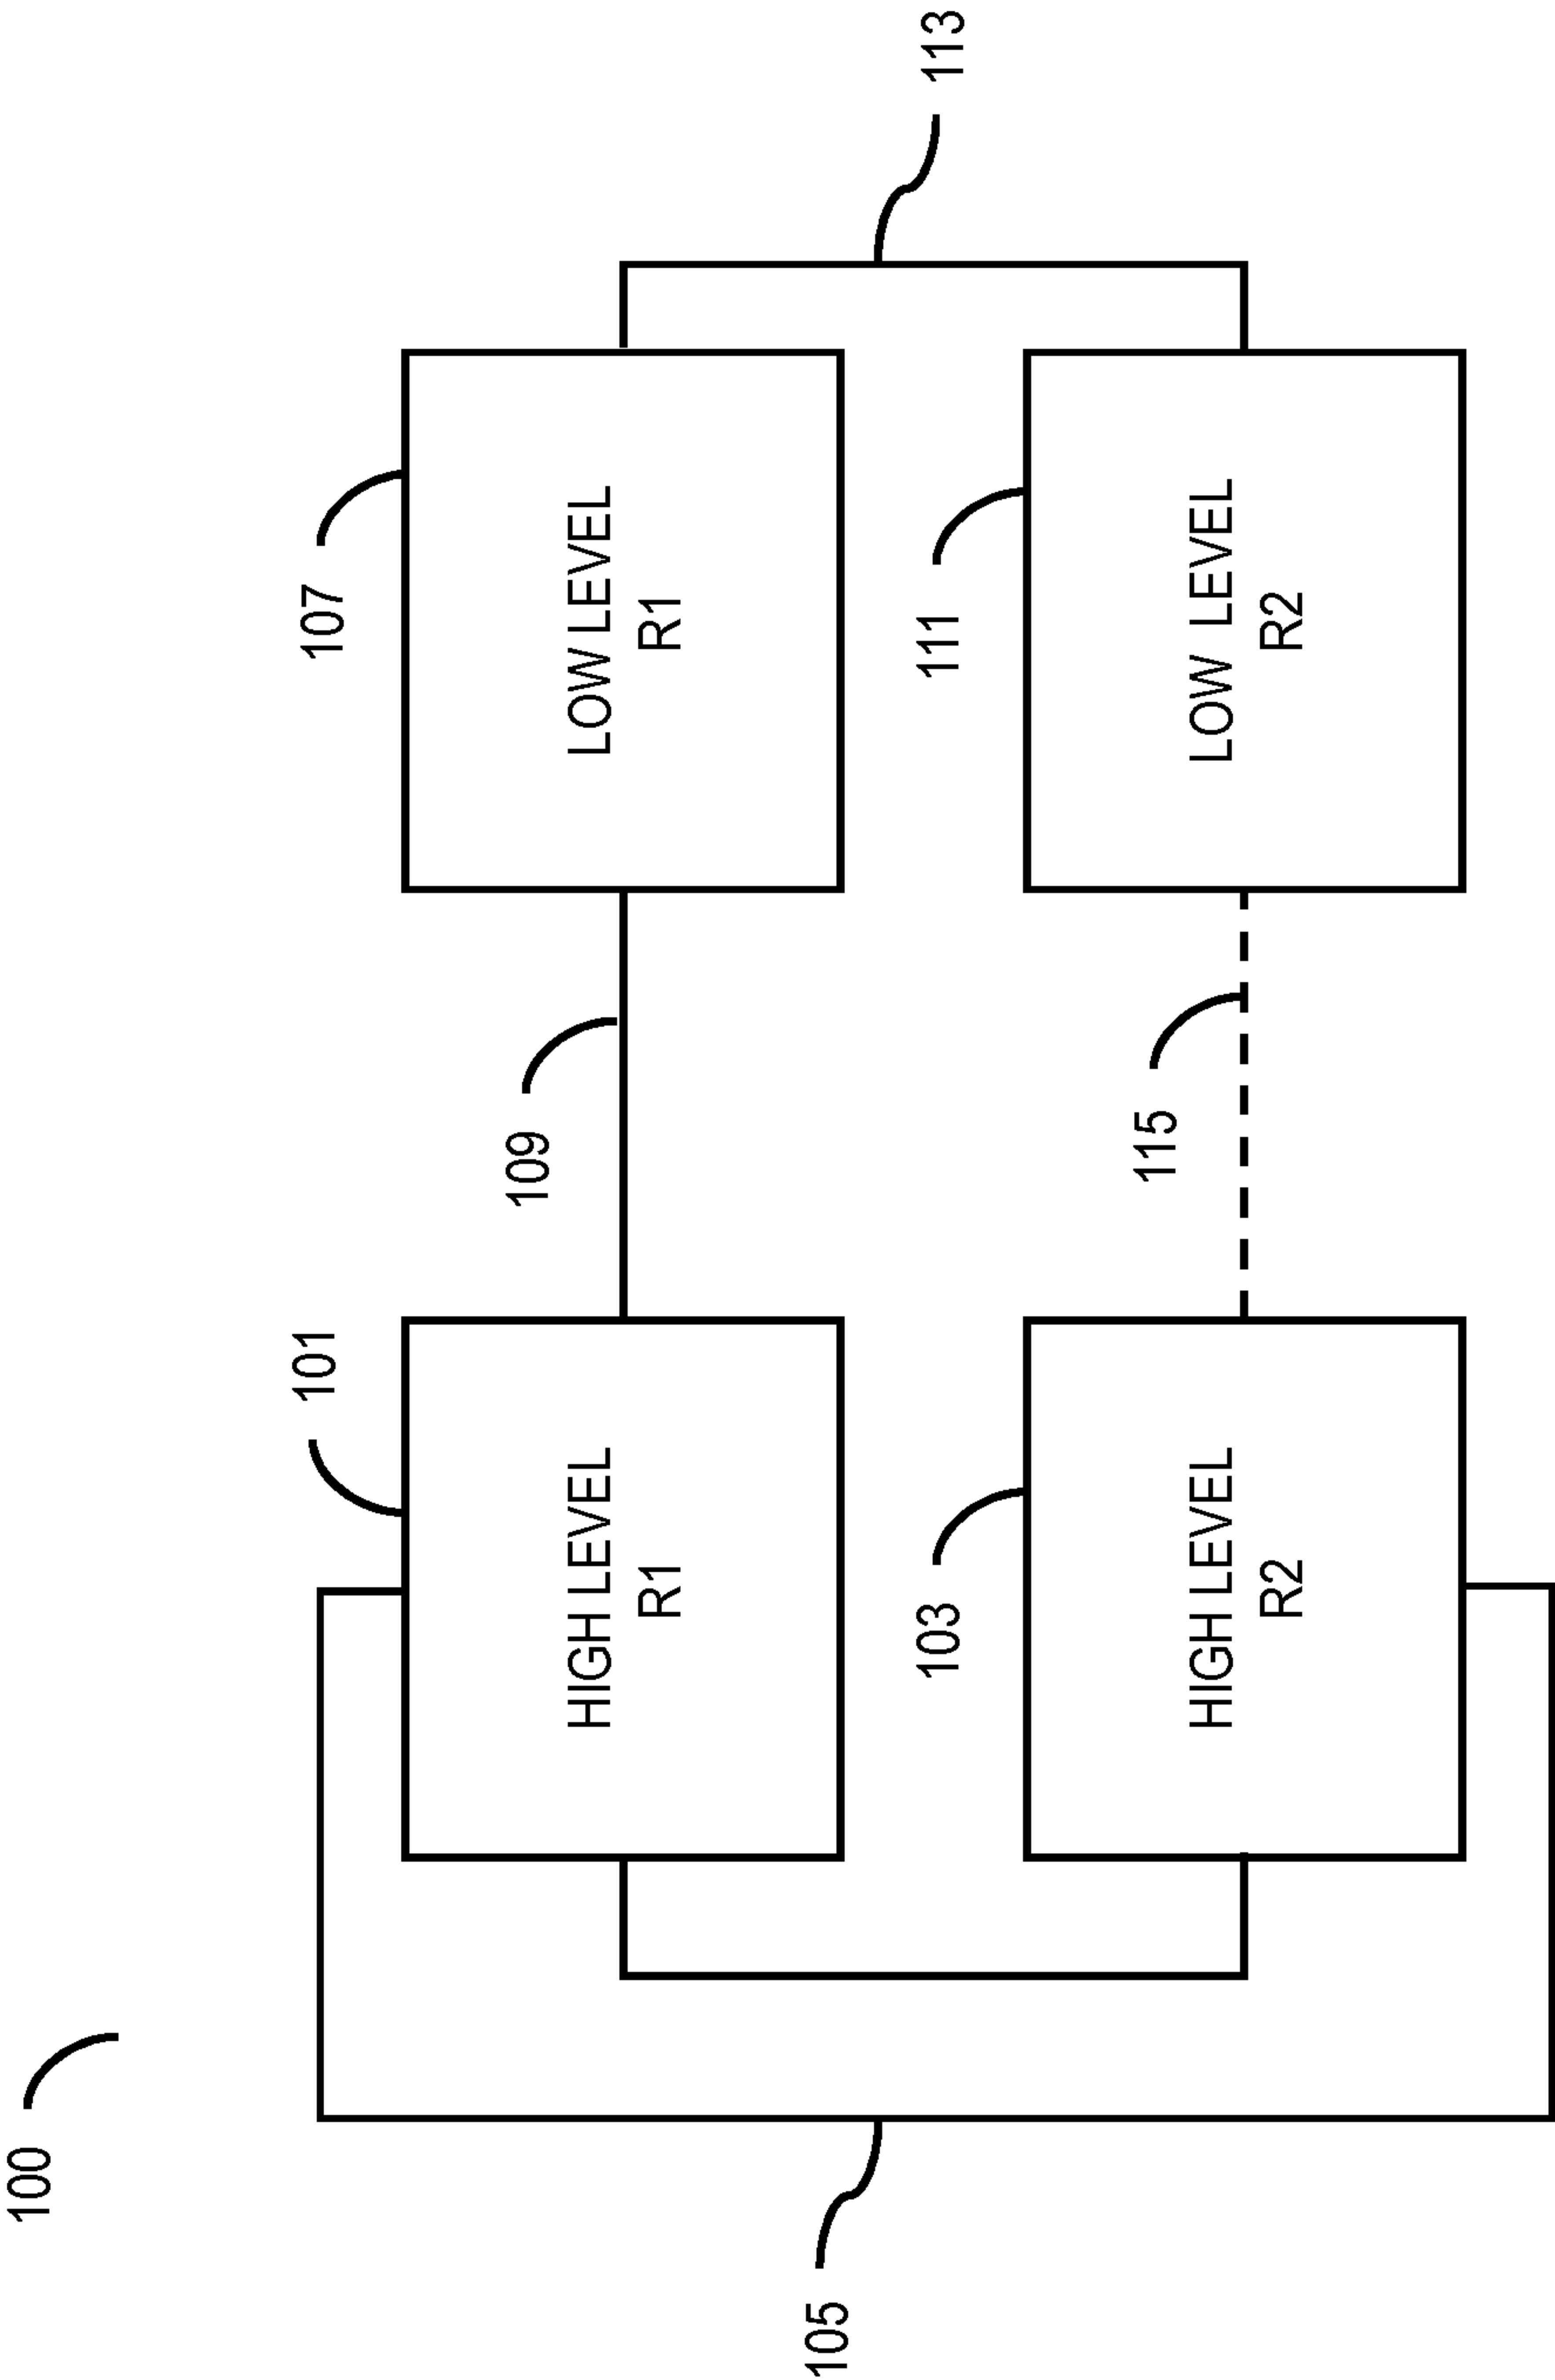 100
101
107
109
HIGH LEVEL
R1
LOW LEVEL
R1
105
103
111
113
115
HIGH LEVEL
R2
LOW LEVEL
R2